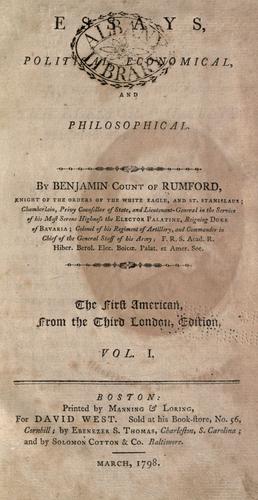 ESSAYS,
POLITICAL, ECONOMICAL,
AND
PHILOSOPHICAL.
By BENJAMIN Count of RUMFORD,
KNIGHT OF THE ORDERS OF THE WHITE EAGLE, AND ST. STANISLAUS;
Chamberlain, Privy Counsellor of State, and Lieutenant-General in the Service
of his Most Serene Highness the ELECTOR PALATINE, Reigning DUKE
OF BAVARIA; Colonel of his Regiment of Artillery, and Commander in
Chief of the General Staff of his Army; F. R. S. Acad. R.
Hiber. Berol. Elec. Boicæ. Palat. et Amer. Soc.
The First American,
From the Third London, Edition.
VOL. I.
BOSTON:
Printed by MANNING & LORING,
For DAVID WEST. Sold at his Book-store, No. 56,
Cornhill; by EBENEZER S. THOMAS, Charleston, S. Carolina;
and by SOLOMON COTTON & Co. Baltimore.
MARCH, 1798.